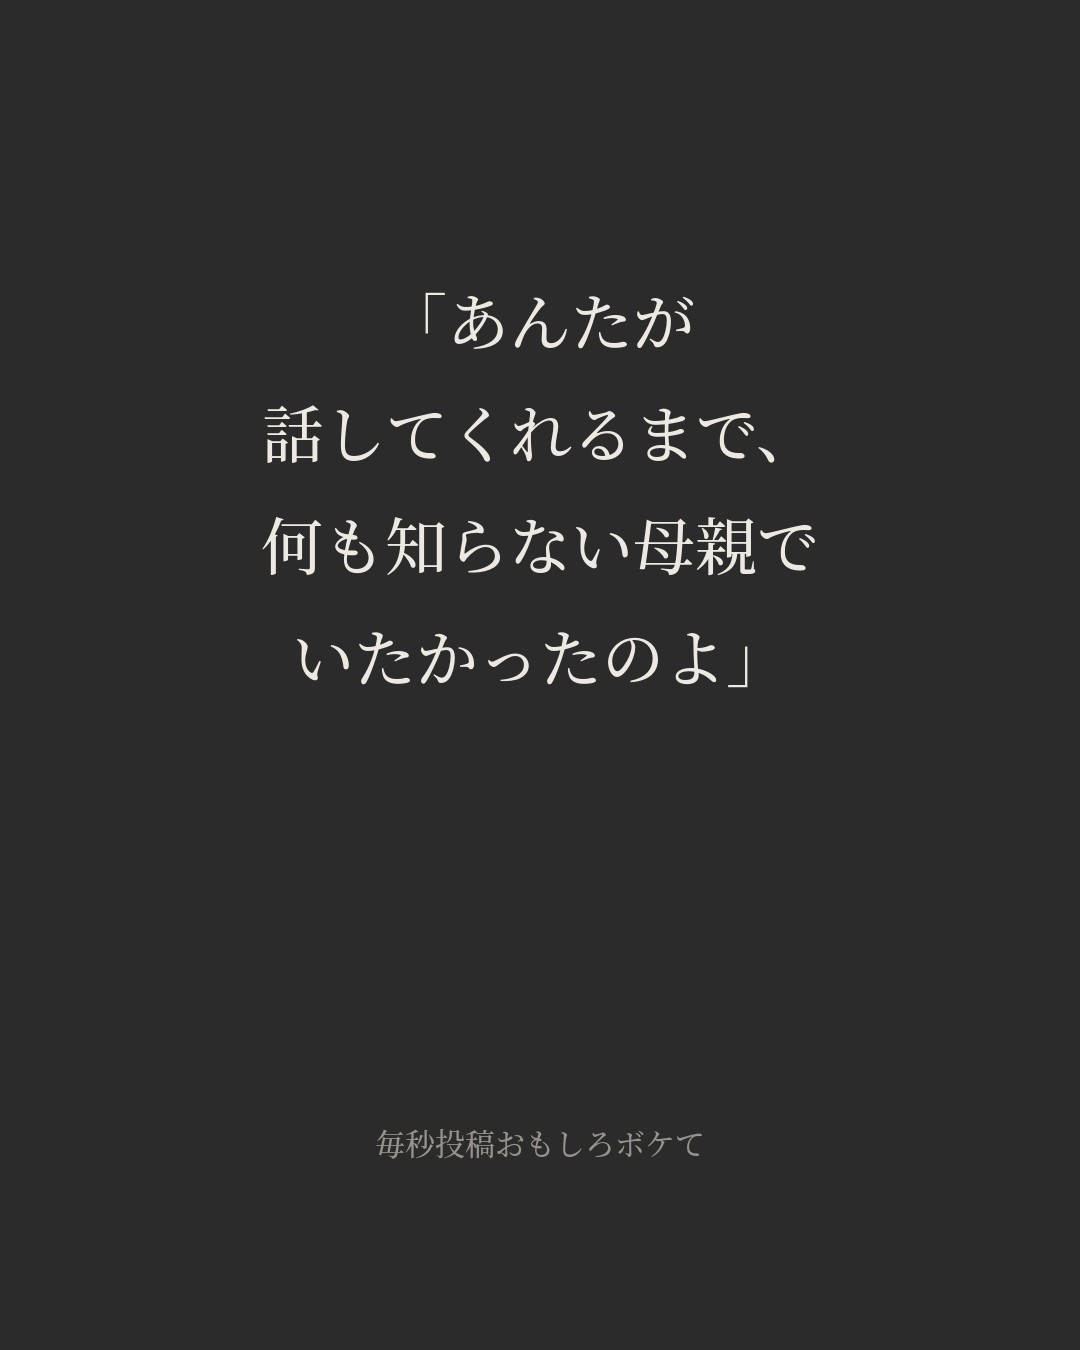 「あんたが
話してくれるまで、
何も知らない母親で
いたかったのよ」
毎秒投稿おもしろボケて